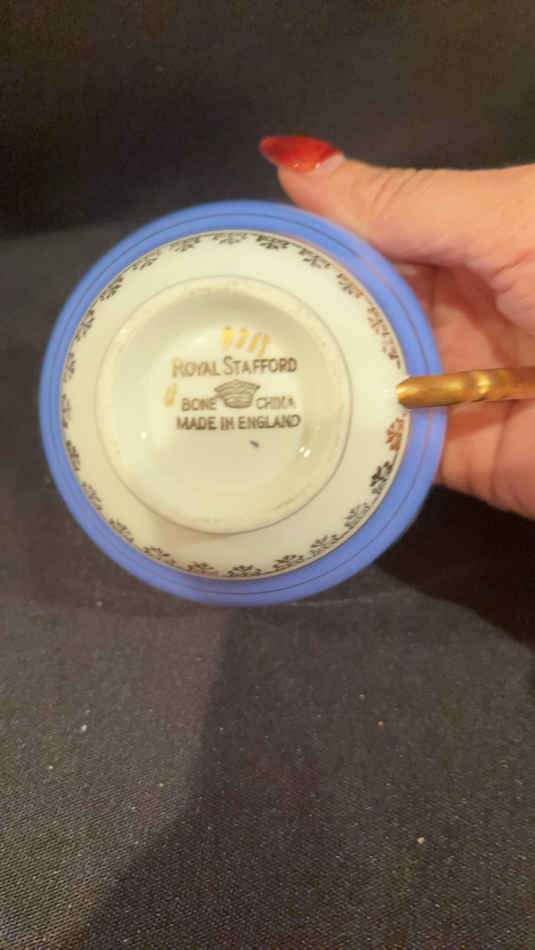 ROYAL STAFFORD
BONE CHINA
MADE IN ENGLAND